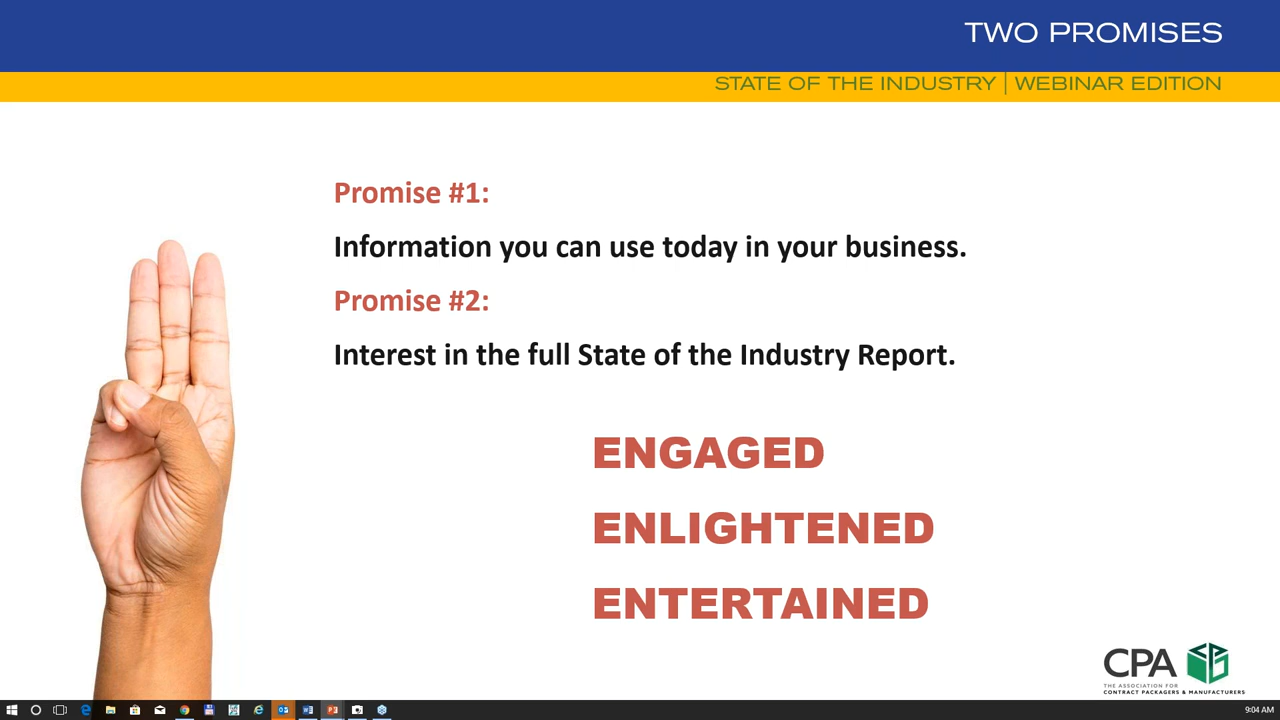 TWO PROMISES
STATE OF THE INDUSTRY | WEBINAR EDITION
Promise #1:
Information you can use today in your business.
Promise #2:
Interest in the full State of the Industry Report.
ENGAGED
ENLIGHTENED
ENTERTAINED
CPA
THE ASSOCIATION FOR
CONTRACT PACKAGERS & MANUFACTURERS
9:04 AM